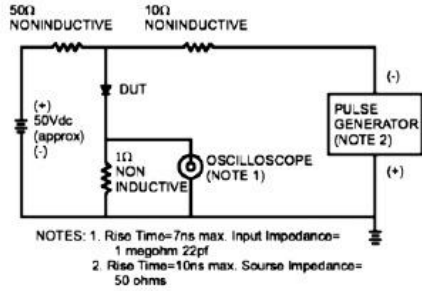 50Ω
NONINDUCTIVE
10Ω
NONINDUCTIVE
(+)
50Vdc
(approx)
(-)
DUT
1Ω
NON
INDUCTIVE
OSCILLOSCOPE
(NOTE 1)
(-)
PULSE
GENERATOR
(NOTE 2)
(+)
NOTES: 1. Rise Time=7ns max. Input Impedance=
1 megohm 22pf
2. Rise Time=10ns max. Sourse Impedance=
50 ohms